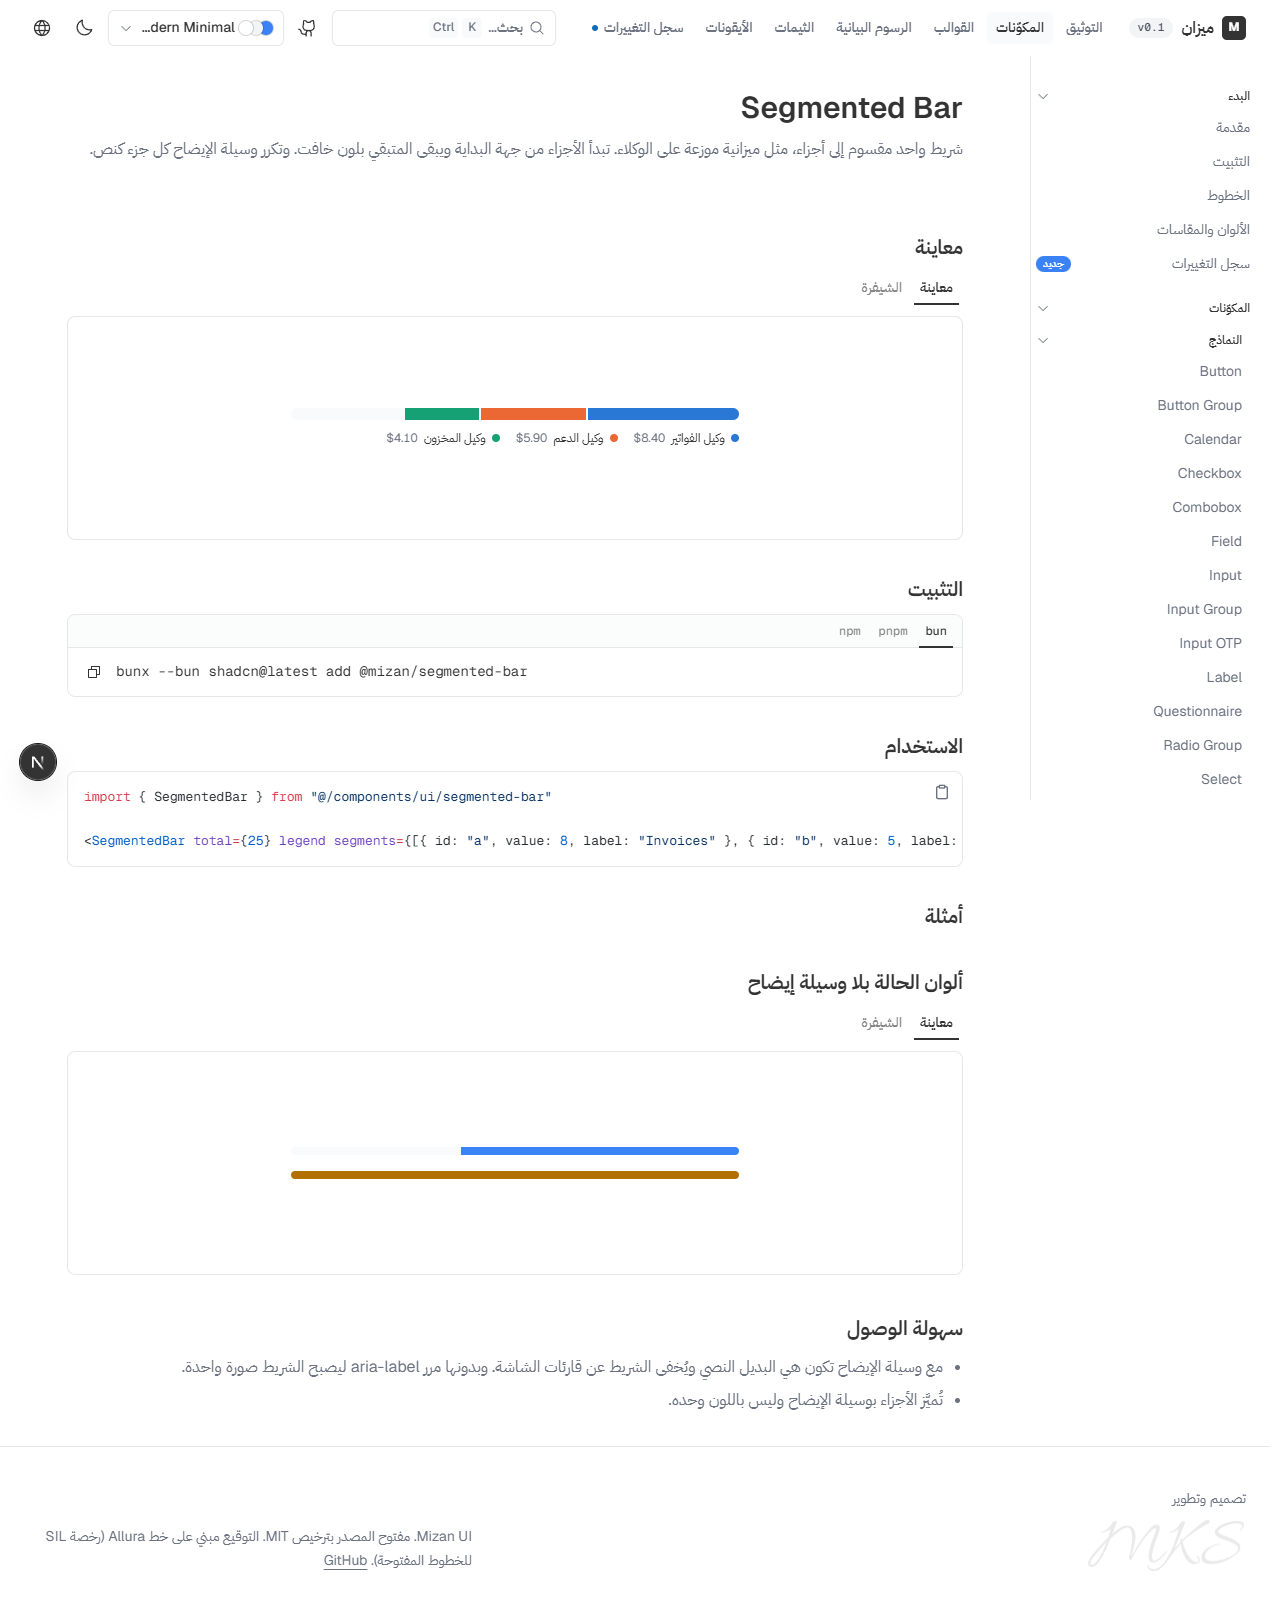 M ميزان v0.1 التوثيق المكوّنات القوالب الرسوم البيانية الثيمات الأيقونات سجل التغييرات بحث... K Ctrl ...dern Minimal
البدء
مقدمة
التثبيت
الخطوط
الألوان والمقاسات
سجل التغييرات جديد
المكوّنات
النماذج
Button
Button Group
Calendar
Checkbox
Combobox
Field
Input
Input Group
Input OTP
Label
Questionnaire
Radio Group
Select
Segmented Bar
شريط واحد مقسوم إلى أجزاء، مثل ميزانية موزعة على الوكلاء. تبدأ الأجزاء من جهة البداية ويبقى المتبقي بلون خافت. وتكرر وسيلة الإيضاح كل جزء كنص.
معاينة
معاينة الشيفرة
وكيل الفواتير $8.40 وكيل الدعم $5.90 وكيل المخزون $4.10
التثبيت
bun pnpm npm
bunx --bun shadcn@latest add @mizan/segmented-bar
الاستخدام
import { SegmentedBar } from "@/components/ui/segmented-bar"
<SegmentedBar total={25} legend segments={[{ id: "a", value: 8, label: "Invoices" }, { id: "b", value: 5, label:
أمثلة
ألوان الحالة بلا وسيلة إيضاح
معاينة الشيفرة
سهولة الوصول
• مع وسيلة الإيضاح تكون هي البديل النصي ويُخفى الشريط عن قارئات الشاشة. وبدونها مرر aria-label ليصبح الشريط صورة واحدة.
• تُميَّز الأجزاء بوسيلة الإيضاح وليس باللون وحده.
تصميم وتطوير
MKS
Mizan UI. مفتوح المصدر بترخيص MIT. التوقيع مبني على خط Allura (رخصة SIL
للخطوط المفتوحة). GitHub
N